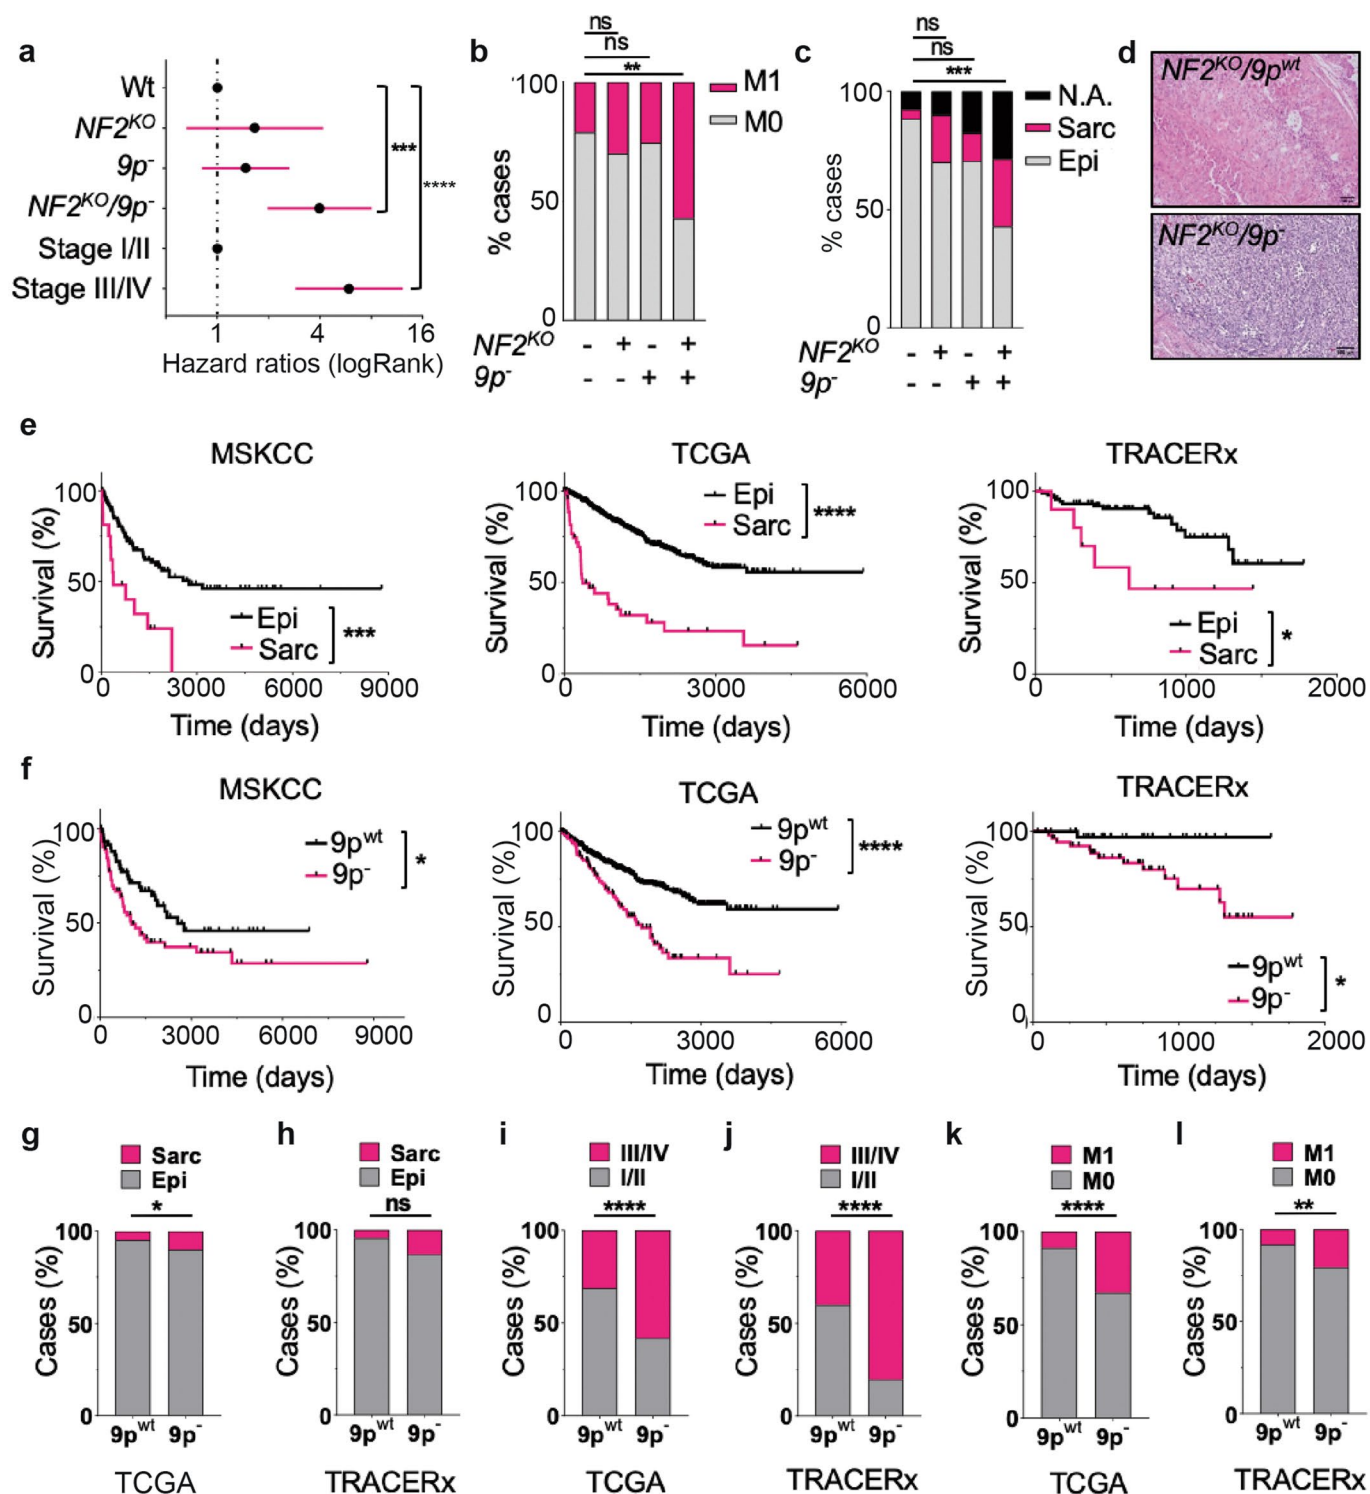 a
Wt
NF2KO
9p-
NF2KO/9p-
Stage I/II
Stage III/IV
***
****
1 4 16
Hazard ratios (logRank)
b
ns
ns
**
M1
M0
100
50
0
% cases
NF2KO - + - +
9p- - - + +
c
ns
ns
***
N.A.
Sarc
Epi
100
50
0
% cases
NF2KO - + - +
9p- - - + +
d
NF2KO/9pwt
NF2KO/9p-
e
MSKCC
100
50
0
Survival (%)
Epi
Sarc
***
0 3000 6000 9000
Time (days)
TCGA
100
50
0
Survival (%)
Epi
Sarc
****
0 3000 6000
Time (days)
TRACERx
100
50
0
Survival (%)
Epi
Sarc
*
0 1000 2000
Time (days)
f
MSKCC
100
50
0
Survival (%)
9pwt
9p-
*
0 3000 6000 9000
Time (days)
TCGA
100
50
0
Survival (%)
9pwt
9p-
****
0 3000 6000
Time (days)
TRACERx
100
50
0
Survival (%)
9pwt
9p-
*
0 1000 2000
Time (days)
g
Sarc
Epi
*
100
50
0
Cases (%)
9pwt 9p-
TCGA
h
Sarc
Epi
ns
100
50
0
Cases (%)
9pwt 9p-
TRACERx
i
III/IV
I/II
****
100
50
0
Cases (%)
9pwt 9p-
TCGA
j
III/IV
I/II
****
100
50
0
Cases (%)
9pwt 9p-
TRACERx
k
M1
M0
****
100
50
0
Cases (%)
9pwt 9p-
TCGA
l
M1
M0
**
100
50
0
Cases (%)
9pwt 9p-
TRACERx